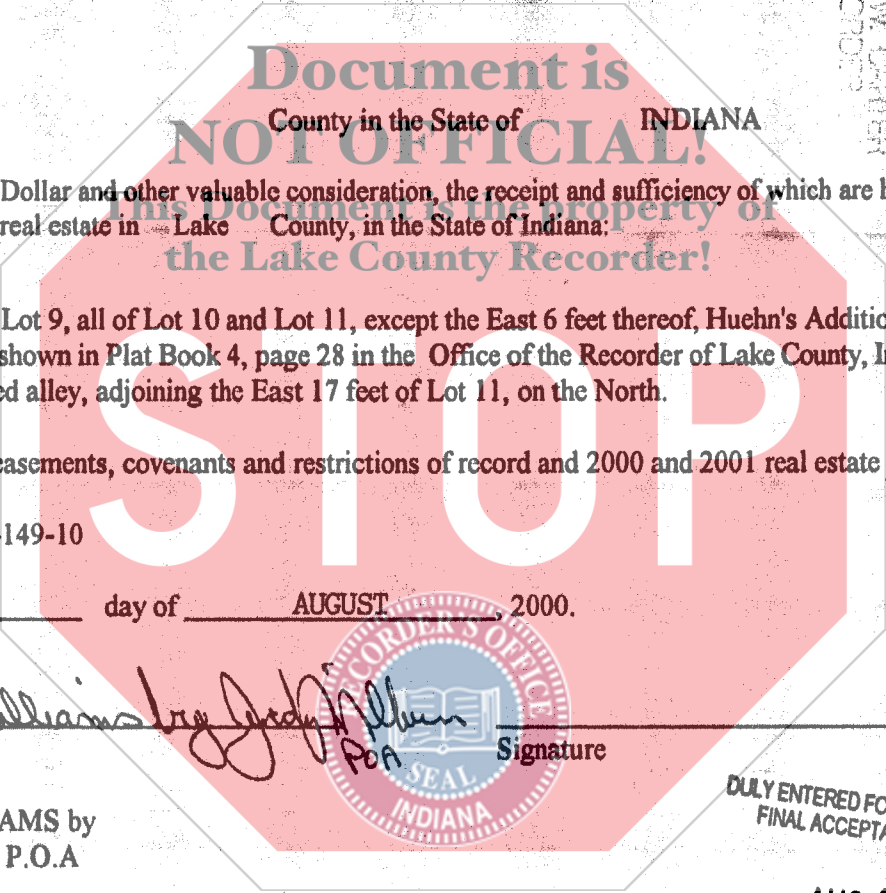 Document is
County in the State of INDIANA
NOT OFFICIAL!
Dollar and other valuable consideration, the receipt and sufficiency of which are
This Document is the property of
real estate in Lake County, in the State of Indiana:
the Lake County Recorder!
Lot 9, all of Lot 10 and Lot 11, except the East 6 feet thereof, Huehn's Additio
shown in Plat Book 4, page 28 in the Office of the Recorder of Lake County, I
ed alley, adjoining the East 17 feet of Lot 11, on the North.
STOP
easements, covenants and restrictions of record and 2000 and 2001 real estate
-149-10
day of AUGUST, 2000.
RECORDER'S OFFICE
lliams by
POA
Signature
SEAL
INDIANA
DULY ENTERED FO
FINAL ACCEPTA
AMS by
P.O.A